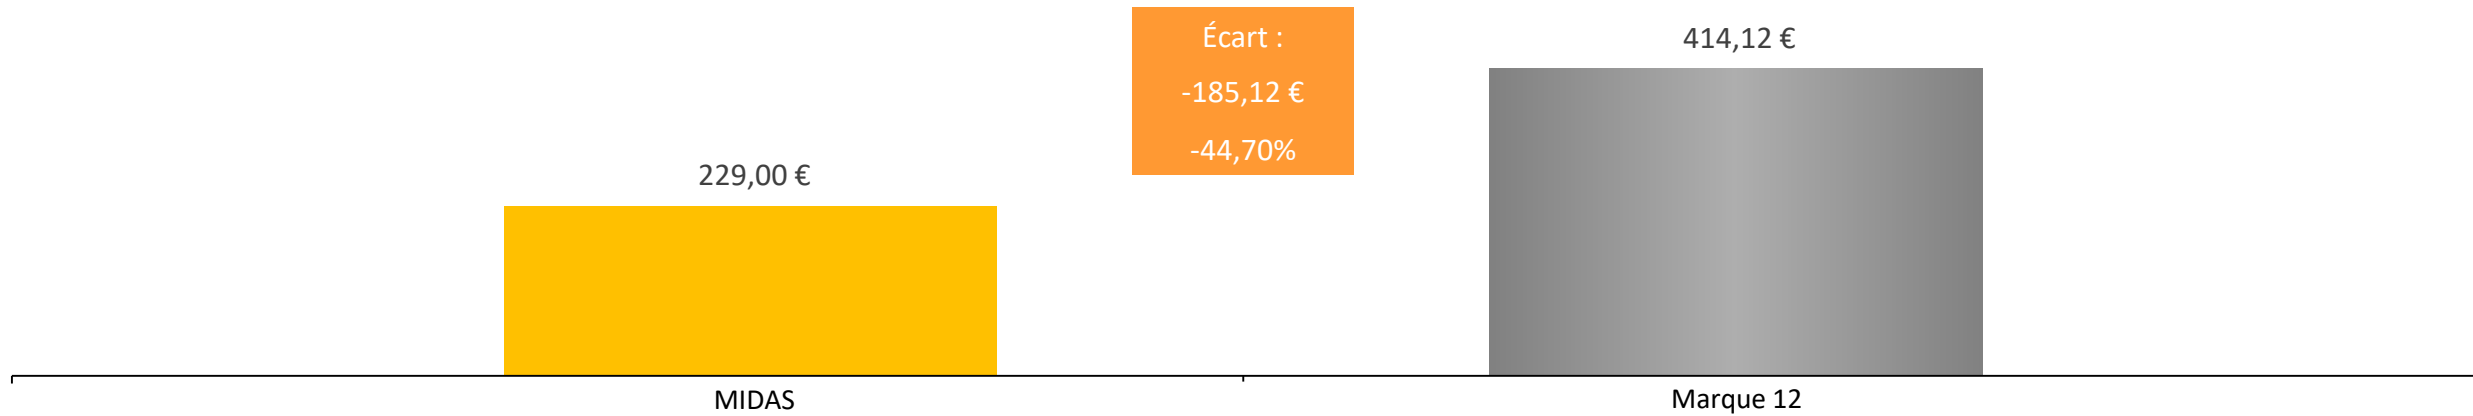 Écart :
-185,12 €
-44,70%
414,12 €
229,00 €
MIDAS
Marque 12